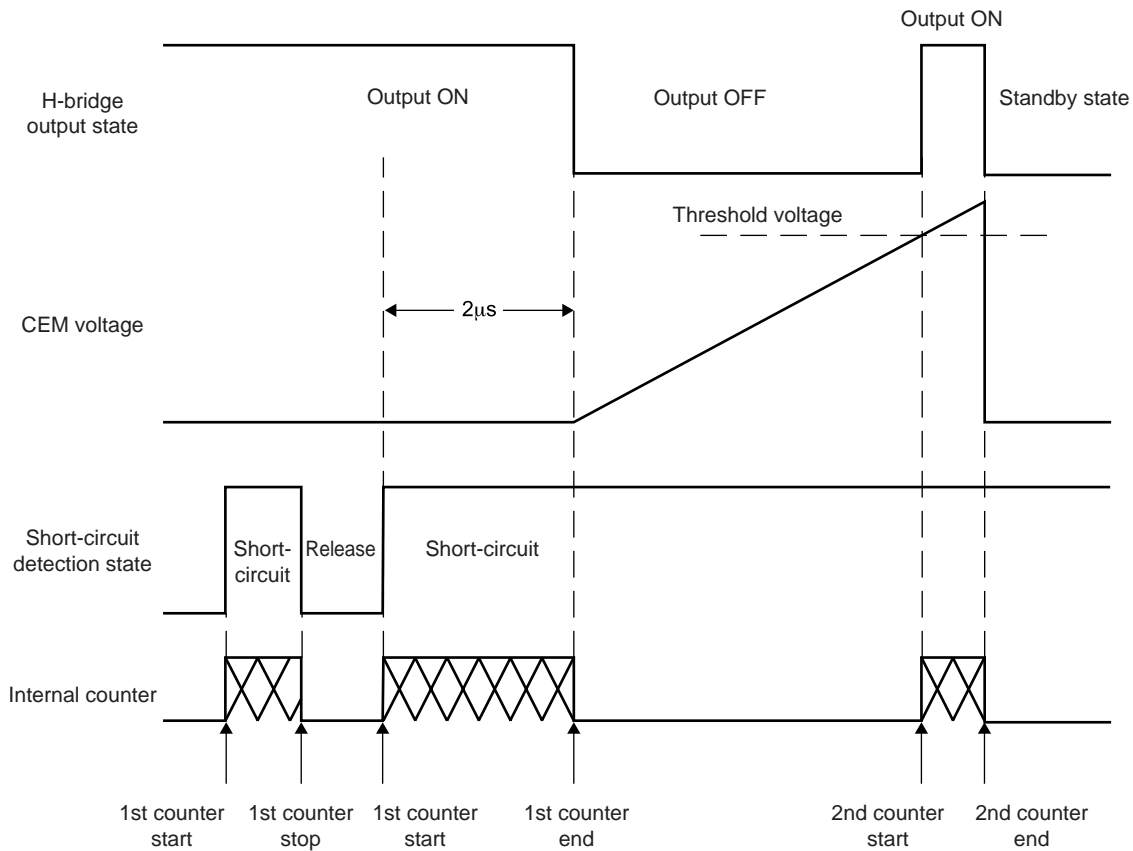 Output ON
H-bridge
output state
Output ON
Output OFF
Standby state
Threshold voltage
CEM voltage
2μs
Short-circuit
detection state
Short-
circuit
Release
Short-circuit
Internal counter
1st counter
start
1st counter
stop
1st counter
start
1st counter
end
2nd counter
start
2nd counter
end